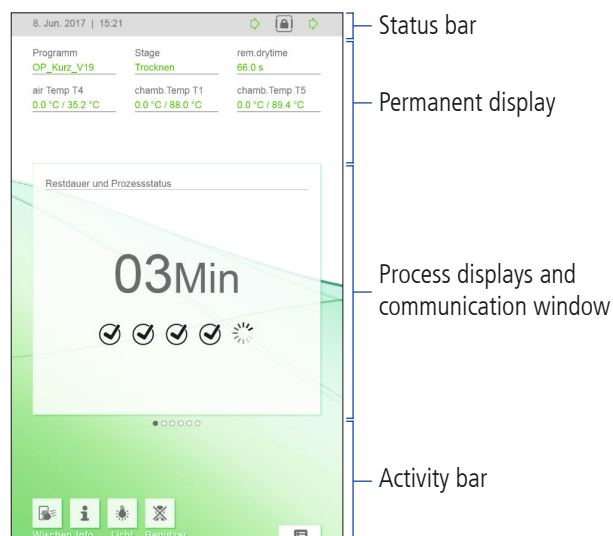 8. Jun. 2017 | 15:21
Status bar
Programm Stage rem.drytime
OP_Kurz_V19 Trocknen 66.0 s
air Temp T4 chamb.Temp T1 chamb.Temp T5
0.0 °C / 35.2 °C 0.0 °C / 88.0 °C 0.0 °C / 89.4 °C
Permanent display
Restdauer und Prozessstatus
03Min
Process displays and
communication window
Activity bar
Wischen Info Licht Benutzer